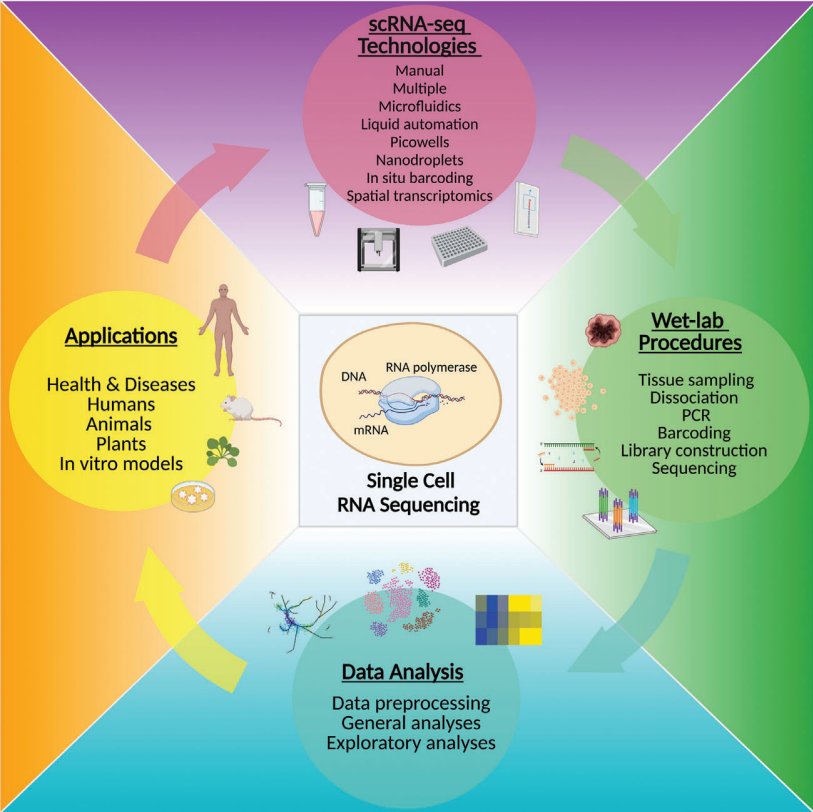 scRNA-seq
Technologies
Manual
Multiple
Microfluidics
Liquid automation
Picowells
Nanodroplets
In situ barcoding
Spatial transcriptomics
Applications
Health & Diseases
Humans
Animals
Plants
In vitro models
DNA
RNA polymerase
mRNA
Single Cell
RNA Sequencing
Wet-lab
Procedures
Tissue sampling
Dissociation
PCR
Barcoding
Library construction
Sequencing
Data Analysis
Data preprocessing
General analyses
Exploratory analyses